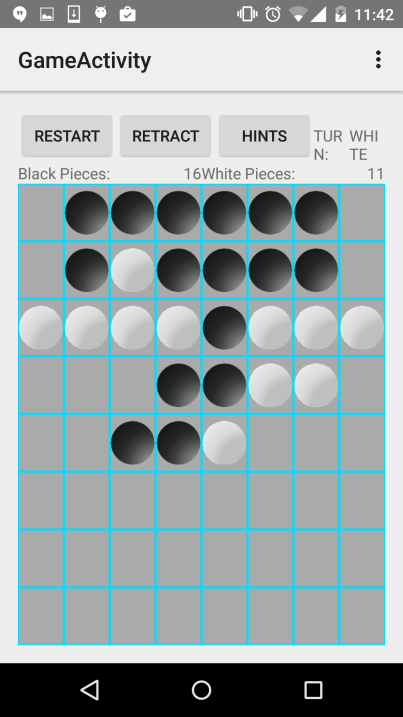 11:42
GameActivity
RESTART RETRACT HINTS TUR
N: WHI
TE
Black Pieces: 16White Pieces: 11